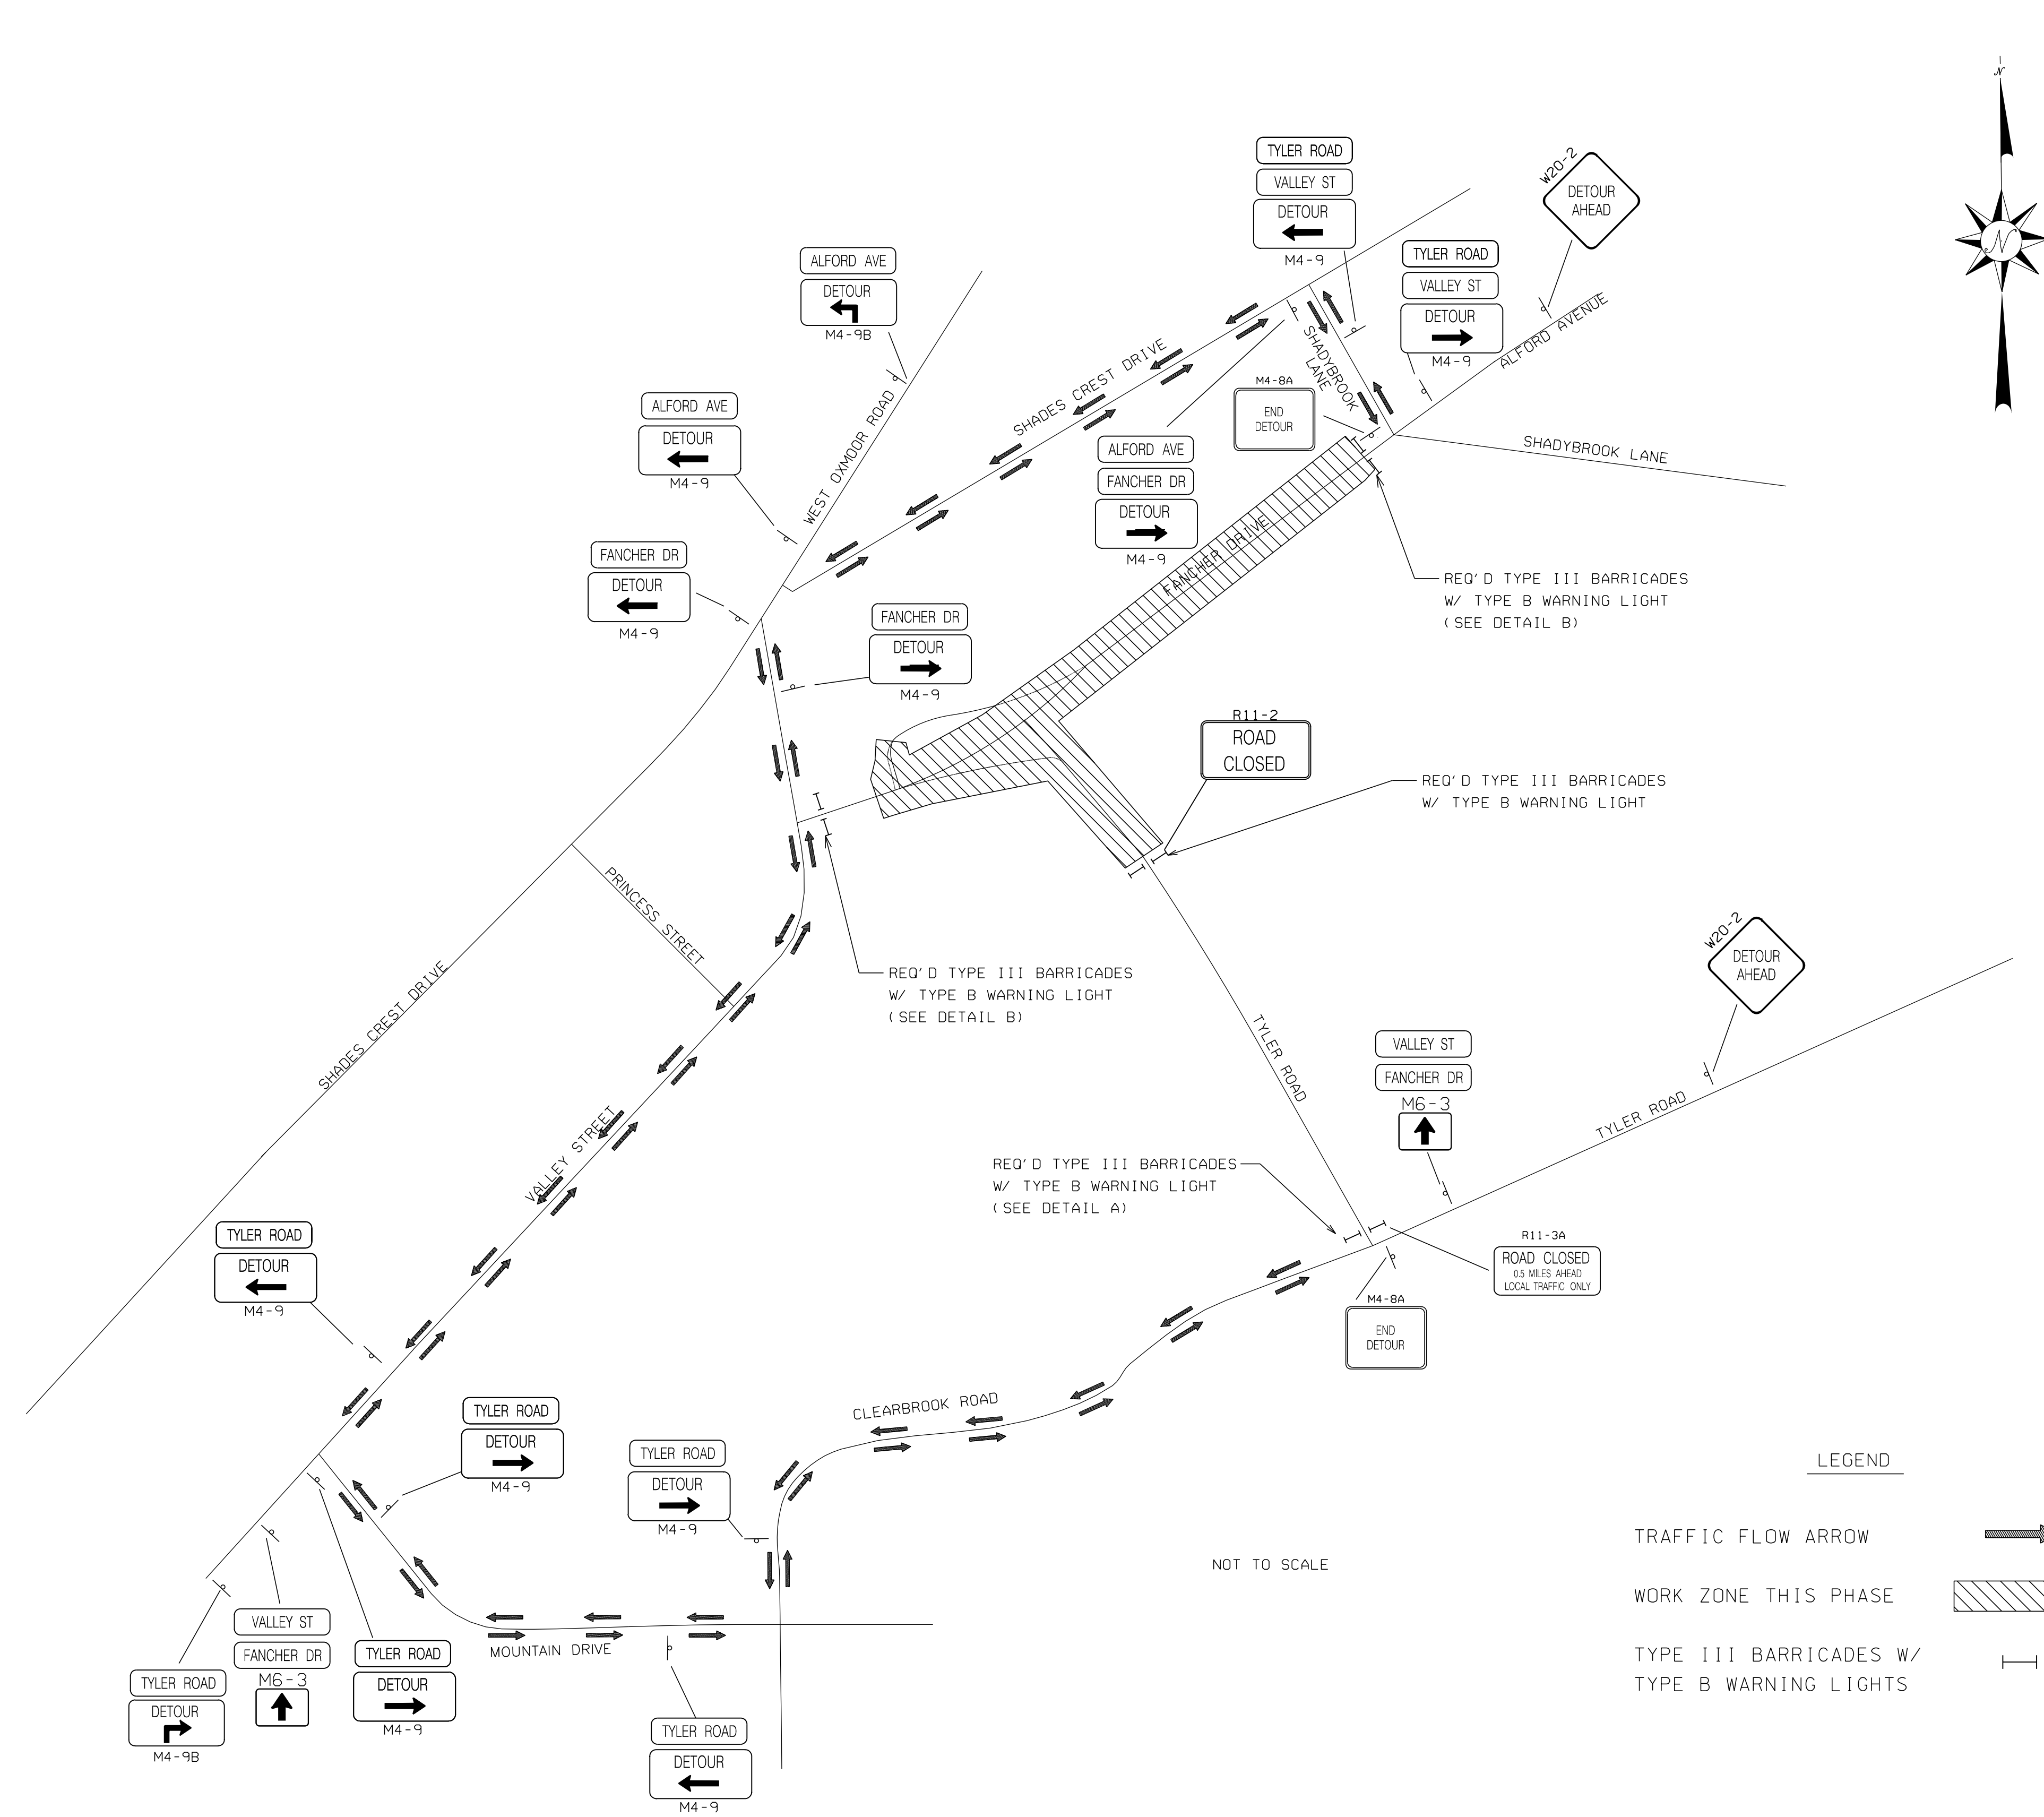 N
TYLER ROAD
VALLEY ST
DETOUR
M4-9
W20-2
DETOUR
AHEAD
ALFORD AVE
DETOUR
M4-9B
TYLER ROAD
VALLEY ST
DETOUR
M4-9
ALFORD AVENUE
SHADYBROOK
LANE
SHADES CREST DRIVE
WEST OXMOOR ROAD
M4-8A
END
DETOUR
ALFORD AVE
DETOUR
M4-9
SHADYBROOK LANE
ALFORD AVE
FANCHER DR
DETOUR
M4-9
FANCHER DRIVE
FANCHER DR
DETOUR
M4-9
REQ'D TYPE III BARRICADES
W/ TYPE B WARNING LIGHT
(SEE DETAIL B)
FANCHER DR
DETOUR
M4-9
R11-2
ROAD
CLOSED
REQ'D TYPE III BARRICADES
W/ TYPE B WARNING LIGHT
PRINCESS STREET
REQ'D TYPE III BARRICADES
W/ TYPE B WARNING LIGHT
(SEE DETAIL B)
SHADES CREST DRIVE
W20-2
DETOUR
AHEAD
TYLER ROAD
VALLEY ST
FANCHER DR
M6-3
TYLER ROAD
VALLEY STREET
REQ'D TYPE III BARRICADES
W/ TYPE B WARNING LIGHT
(SEE DETAIL A)
R11-3A
ROAD CLOSED
0.5 MILES AHEAD
LOCAL TRAFFIC ONLY
M4-8A
END
DETOUR
TYLER ROAD
DETOUR
M4-9
TYLER ROAD
DETOUR
M4-9
CLEARBROOK ROAD
TYLER ROAD
DETOUR
M4-9
NOT TO SCALE
LEGEND
TRAFFIC FLOW ARROW
WORK ZONE THIS PHASE
TYPE III BARRICADES W/
TYPE B WARNING LIGHTS
MOUNTAIN DRIVE
VALLEY ST
FANCHER DR
M6-3
TYLER ROAD
DETOUR
M4-9
TYLER ROAD
DETOUR
M4-9B
TYLER ROAD
DETOUR
M4-9